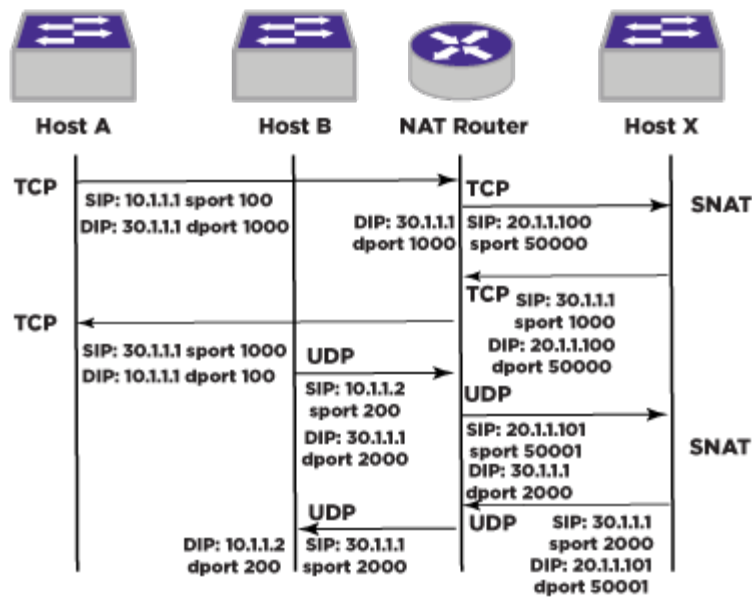 Host A
Host B
NAT Router
Host X
TCP
SIP: 10.1.1.1 sport 100
DIP: 30.1.1.1 dport 1000
TCP
DIP: 30.1.1.1
dport 1000
SIP: 20.1.1.100
sport 50000
SNAT
TCP
SIP: 30.1.1.1
sport 1000
DIP: 20.1.1.100
dport 50000
TCP
SIP: 30.1.1.1 sport 1000
DIP: 10.1.1.1 dport 100
UDP
SIP: 10.1.1.2
sport 200
DIP: 30.1.1.1
dport 2000
UDP
SIP: 20.1.1.101
sport 50001
DIP: 30.1.1.1
dport 2000
SNAT
UDP
SIP: 30.1.1.1
sport 2000
DIP: 20.1.1.101
dport 50001
UDP
DIP: 10.1.1.2
dport 200
SIP: 30.1.1.1
sport 2000